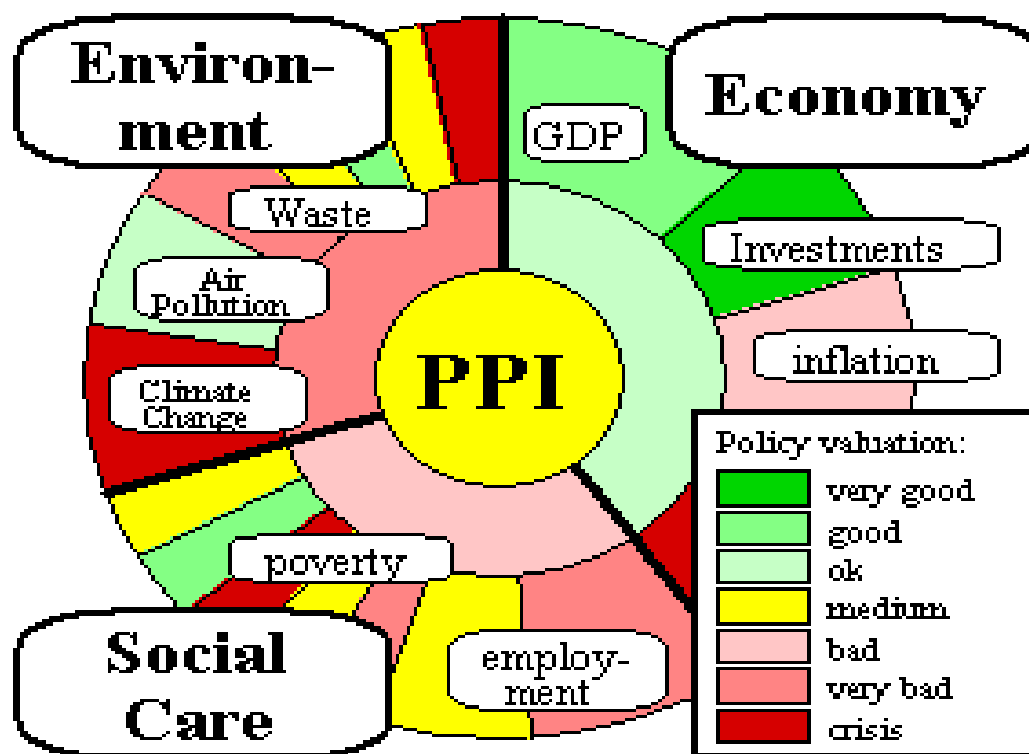 Environ-
ment
Economy
GDP
Waste
Investments
Air
Pollution
inflation
PPI
Climate
Change
Policy valuation:
very good
good
ok
medium
bad
very bad
crisis
poverty
employ-
ment
Social
Care